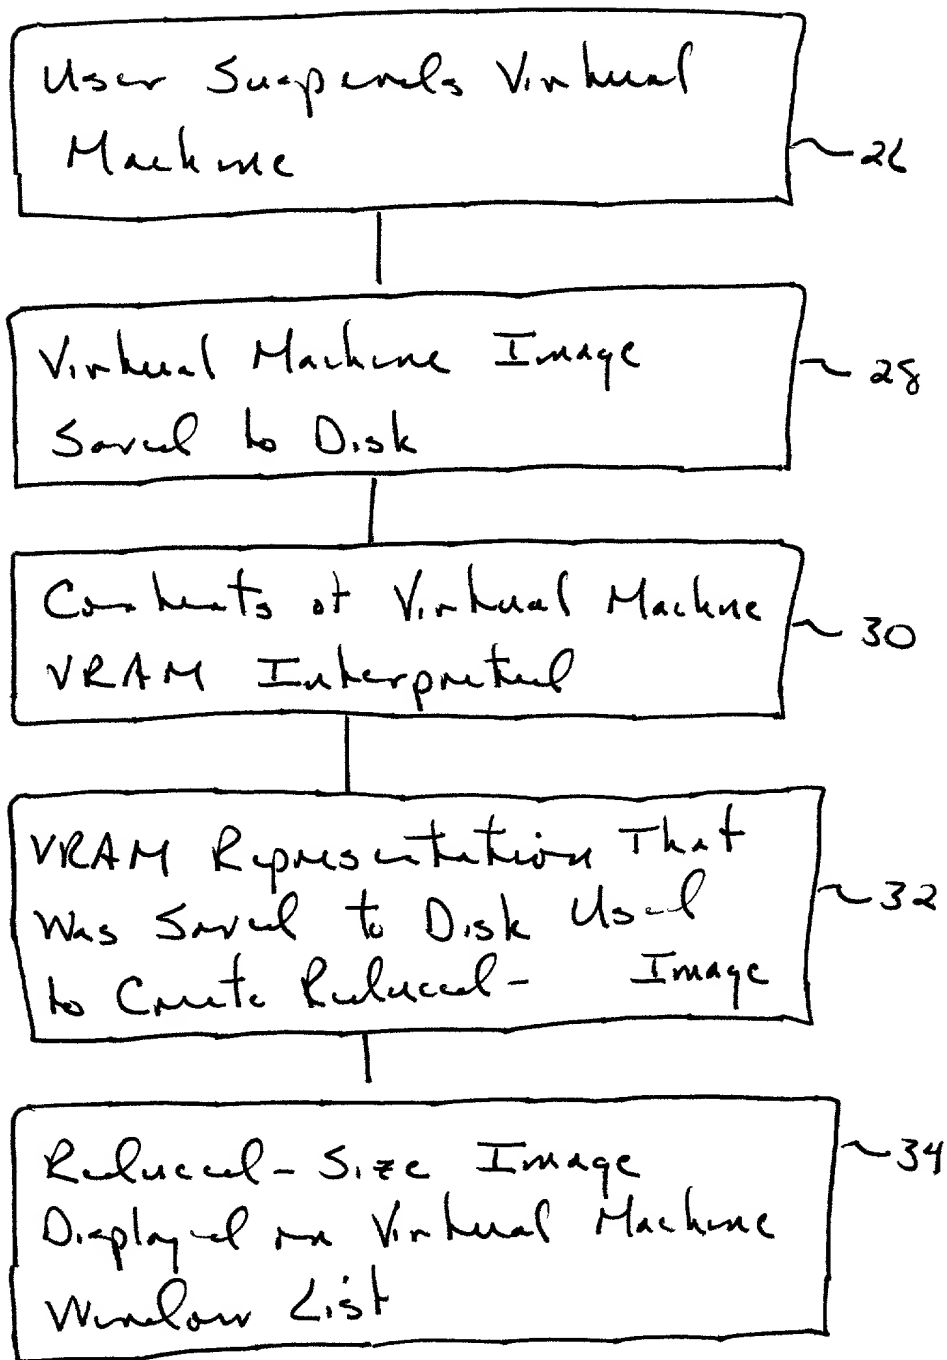 User Suspends Virtual
Machine
26
Virtual Machine Image
28
Saved to Disk
Contents of Virtual Machine
30
VRAM Interpreted
VRAM Representation That
32
Was Saved to Disk Used
to Create Reduced- Image
34
Reduced-Size Image
Displayed in Virtual Machine
Window List